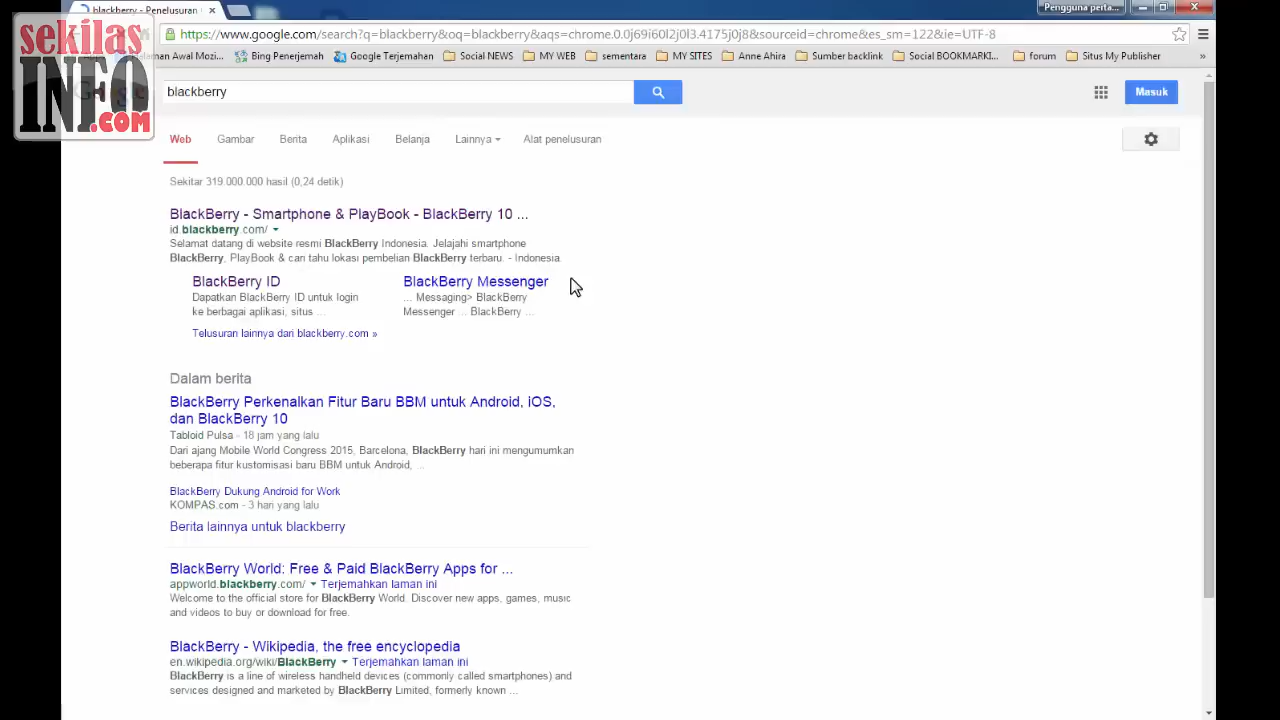 blackberry - Penelusuran
Pengguna perta...
sekilas
INFO
.com
https://www.google.com/search?q=blackberry&oq=blackberry&aqs=chrome.0.0j69i60l2j0l3.4175j0j8&sourceid=chrome&es_sm=122&ie=UTF-8
Bing Penerjemah
Google Terjemahan
Social NEWS
MY WEB
sementara
MY SITES
Anne Ahira
Sumber backlink
Social BOOKMARKI...
forum
Situs My Publisher
»
blackberry
Masuk
Web
Gambar
Berita
Aplikasi
Belanja
Lainnya
Alat penelusuran
Sekitar 319.000.000 hasil (0,24 detik)
BlackBerry - Smartphone & PlayBook - BlackBerry 10 ...
id.blackberry.com/
Selamat datang di website resmi BlackBerry Indonesia. Jelajahi smartphone
BlackBerry, PlayBook & cari tahu lokasi pembelian BlackBerry terbaru. - Indonesia.
BlackBerry ID
Dapatkan BlackBerry ID untuk login
ke berbagai aplikasi, situs ...
BlackBerry Messenger
... Messaging> BlackBerry
Messenger ... BlackBerry ...
Telusuran lainnya dari blackberry.com »
Dalam berita
BlackBerry Perkenalkan Fitur Baru BBM untuk Android, iOS,
dan BlackBerry 10
Tabloid Pulsa - 18 jam yang lalu
Dari ajang Mobile World Congress 2015, Barcelona, BlackBerry hari ini mengumumkan
beberapa fitur kustomisasi baru BBM untuk Android, ...
BlackBerry Dukung Android for Work
KOMPAS.com - 3 hari yang lalu
Berita lainnya untuk blackberry
BlackBerry World: Free & Paid BlackBerry Apps for ...
appworld.blackberry.com/ Terjemahkan laman ini
Welcome to the official store for BlackBerry World. Discover new apps, games, music
and videos to buy or download for free.
BlackBerry - Wikipedia, the free encyclopedia
en.wikipedia.org/wiki/BlackBerry Terjemahkan laman ini
BlackBerry is a line of wireless handheld devices (commonly called smartphones) and
services designed and marketed by BlackBerry Limited, formerly known ...